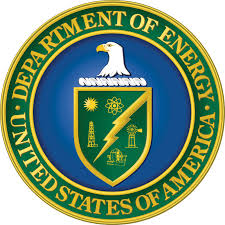 · DEPARTMENT OF ENERGY ·
UNITED STATES OF AMERICA